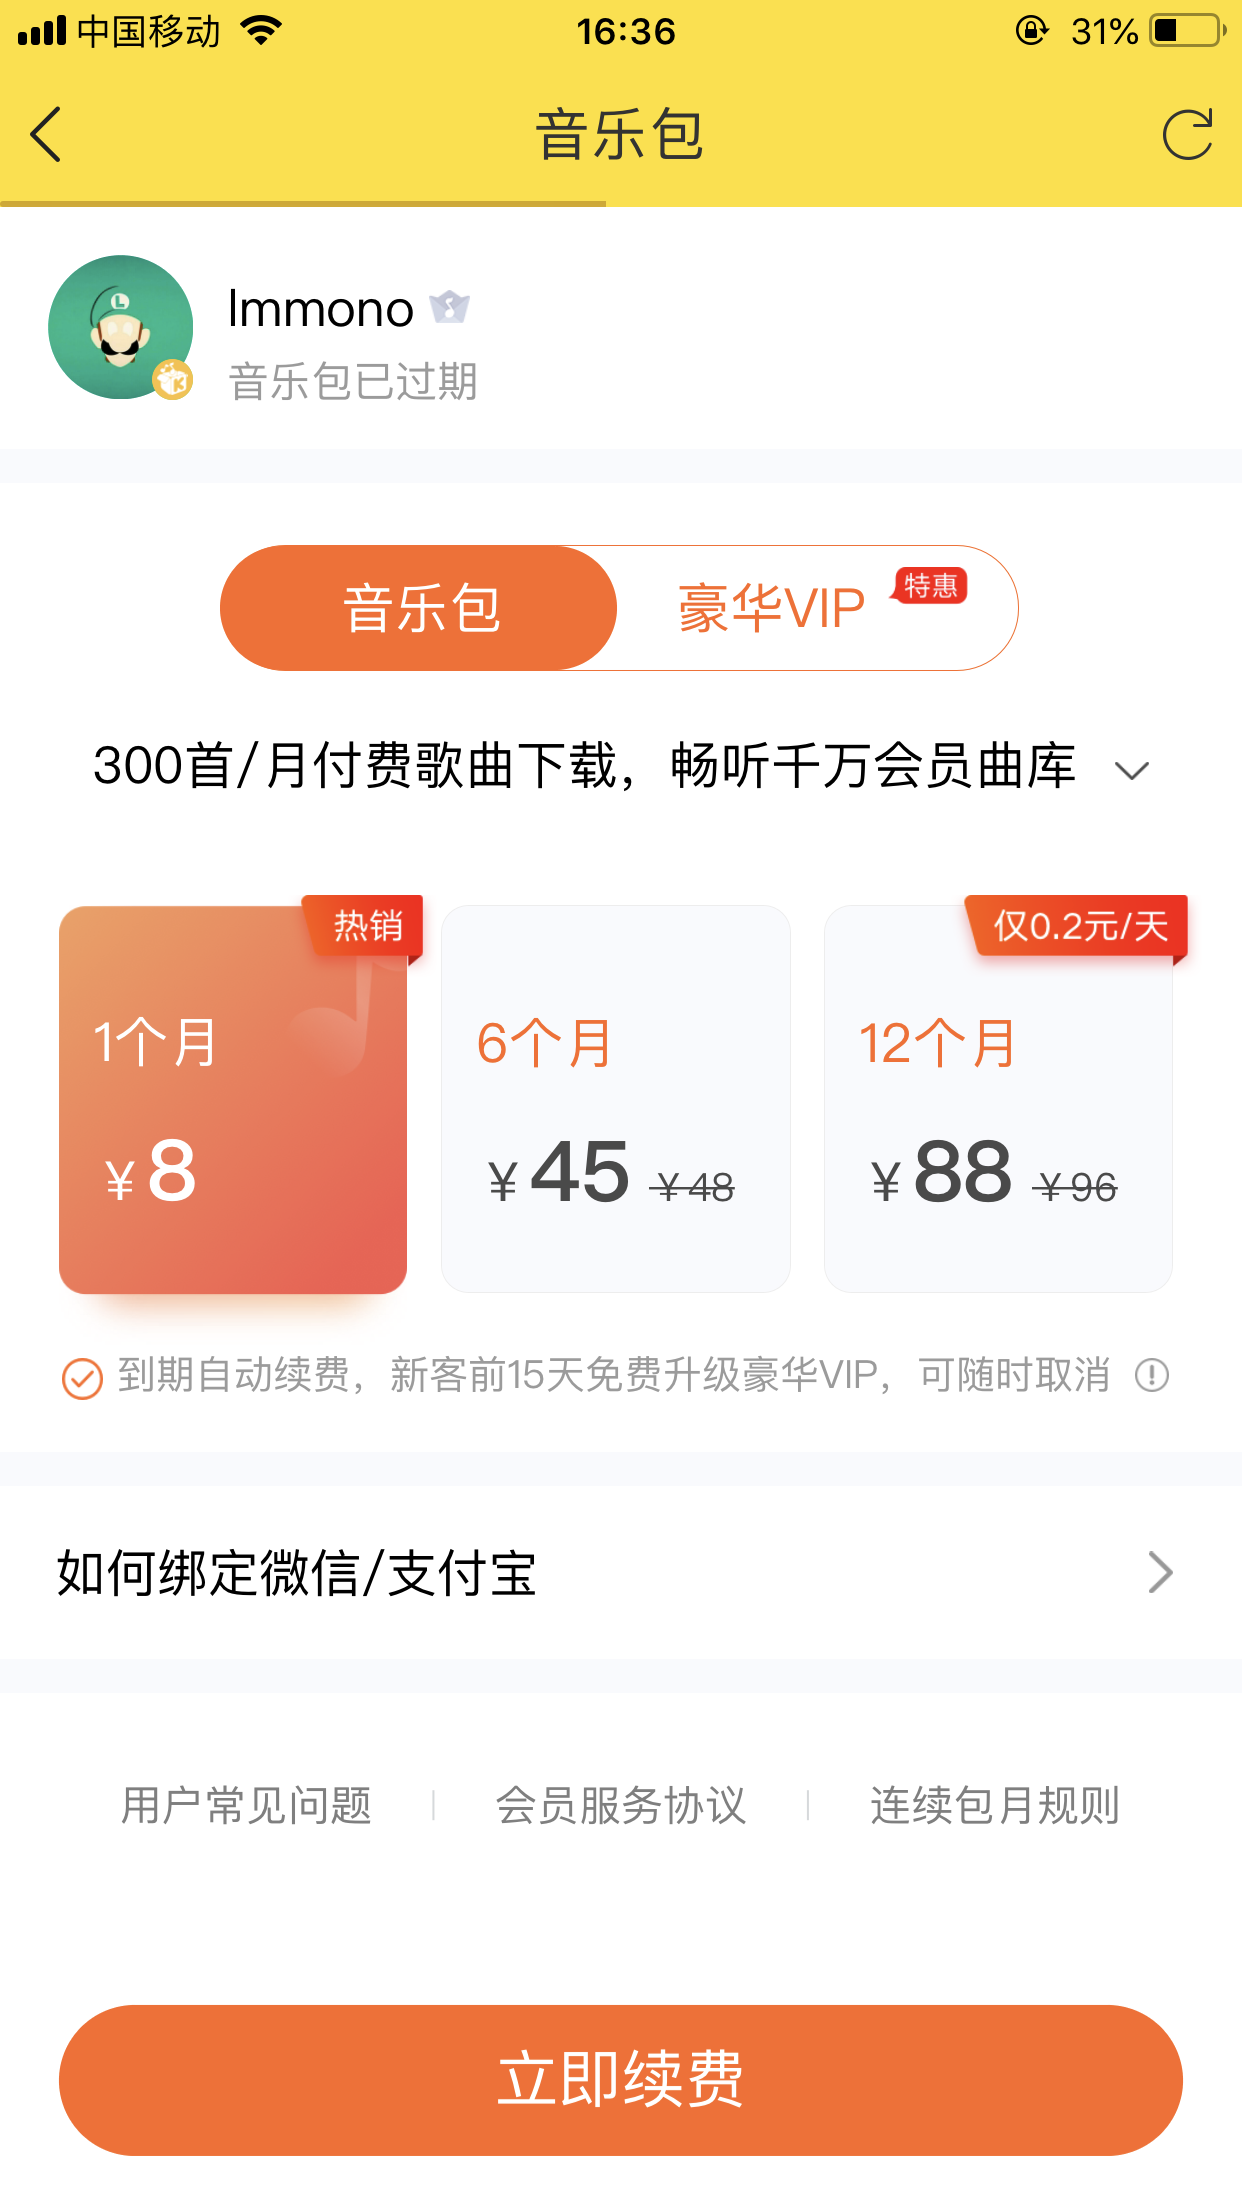 中国移动 16:36 31%
音乐包
Immono
音乐包已过期
音乐包 豪华VIP 特惠
300首/月付费歌曲下载，畅听千万会员曲库
热销 仅0.2元/天
1个月 6个月 12个月
¥8 ¥45 ¥48 ¥88 ¥96
到期自动续费，新客前15天免费升级豪华VIP，可随时取消
如何绑定微信/支付宝
用户常见问题 会员服务协议 连续包月规则
立即续费